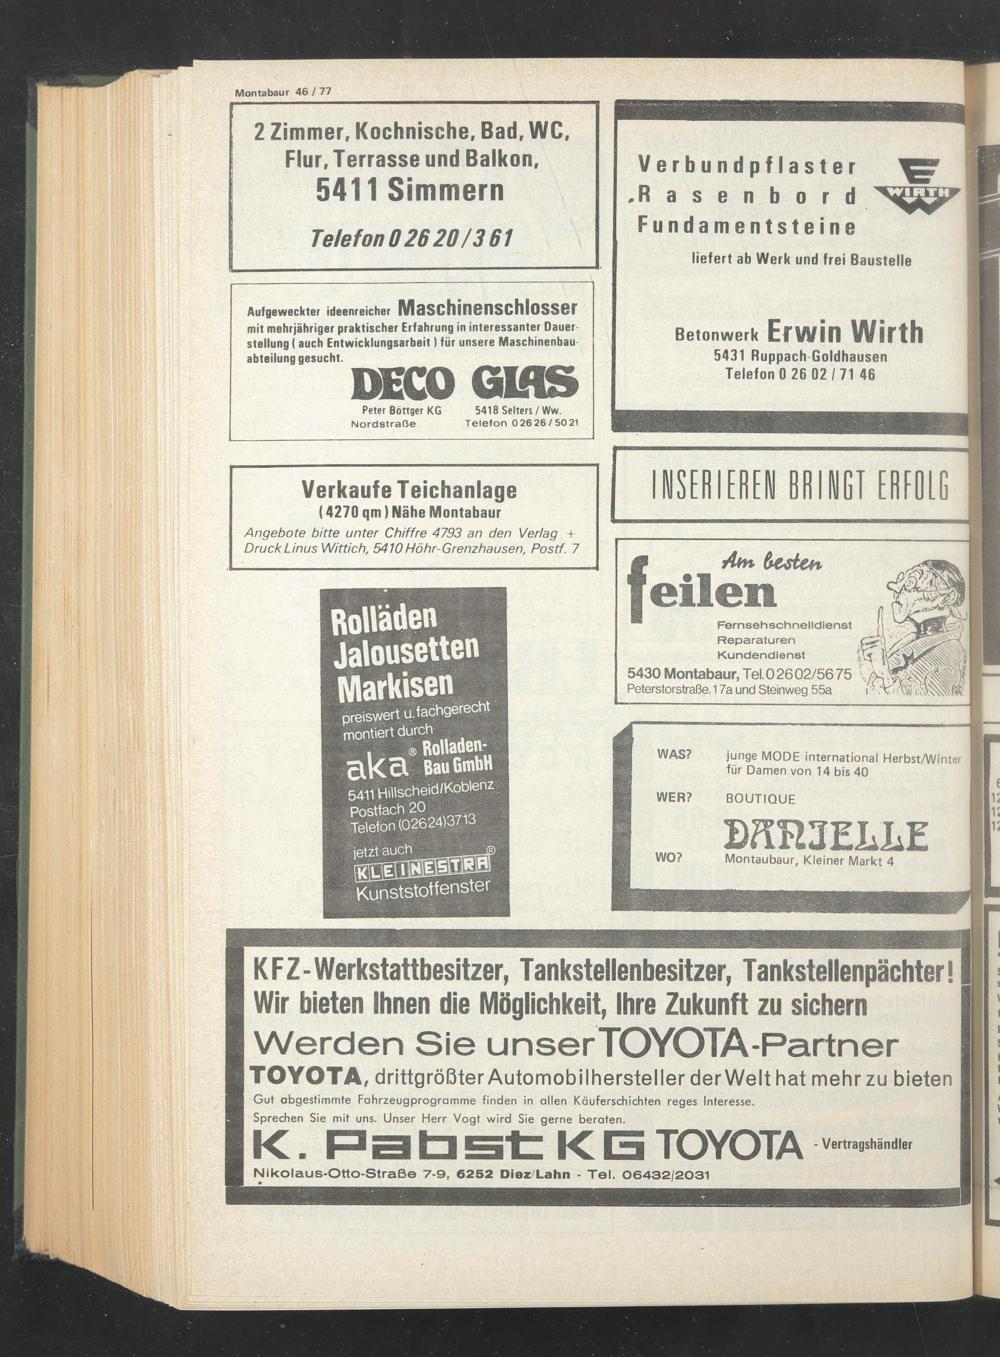 Montabaur 46 / 77
2 Zimmer, Kochnische, Bad, WC,
Flur, Terrasse und Balkon,
5411 Simmern
Telefon 0 26 20 / 3 61
Aufgeweckter ideenreicher Maschinenschlosser
mit mehrjähriger praktischer Erfahrung in interessanter Dauer-
stellung ( auch Entwicklungsarbeit ) für unsere Maschinenbau-
abteilung gesucht.
DECO GLAS
Peter Böttger KG 5418 Selters / Ww.
Nordstraße Telefon 0 26 26 / 50 21
Verkaufe Teichanlage
( 4270 qm ) Nähe Montabaur
Angebote bitte unter Chiffre 4793 an den Verlag +
Druck Linus Wittich, 5410 Höhr-Grenzhausen, Postf. 7
Rolläden
Jalousetten
Markisen
preiswert u. fachgerecht
montiert durch
aka® Rolladen-
Bau GmbH
5411 Hillscheid/Koblenz
Postfach 20
Telefon (02624) 3713
jetzt auch
KLEINESTRA®
Kunststoffenster
Verbundpflaster
Rasenbord
Fundamentsteine
E
WIRTH
W
liefert ab Werk und frei Baustelle
Betonwerk Erwin Wirth
5431 Ruppach-Goldhausen
Telefon 0 26 02 / 71 46
INSERIEREN BRINGT ERFOLG
Am besten
feilen
Fernsehschnelldienst
Reparaturen
Kundendienst
5430 Montabaur, Tel. 0 26 02/56 75
Peterstorstraße. 17a und Steinweg 55a
WAS? junge MODE international Herbst/Winter
für Damen von 14 bis 40
WER? BOUTIQUE
DANIELLE
WO? Montaubaur, Kleiner Markt 4
KFZ-Werkstattbesitzer, Tankstellenbesitzer, Tankstellenpächter!
Wir bieten Ihnen die Möglichkeit, Ihre Zukunft zu sichern
Werden Sie unser TOYOTA-Partner
TOYOTA, drittgrößter Automobilhersteller der Welt hat mehr zu bieten
Gut abgestimmte Fahrzeugprogramme finden in allen Käuferschichten reges Interesse.
Sprechen Sie mit uns. Unser Herr Vogt wird Sie gerne beraten.
K. Pabst KG TOYOTA - Vertragshändler
Nikolaus-Otto-Straße 7-9, 6252 Diez/Lahn - Tel. 06432/2031